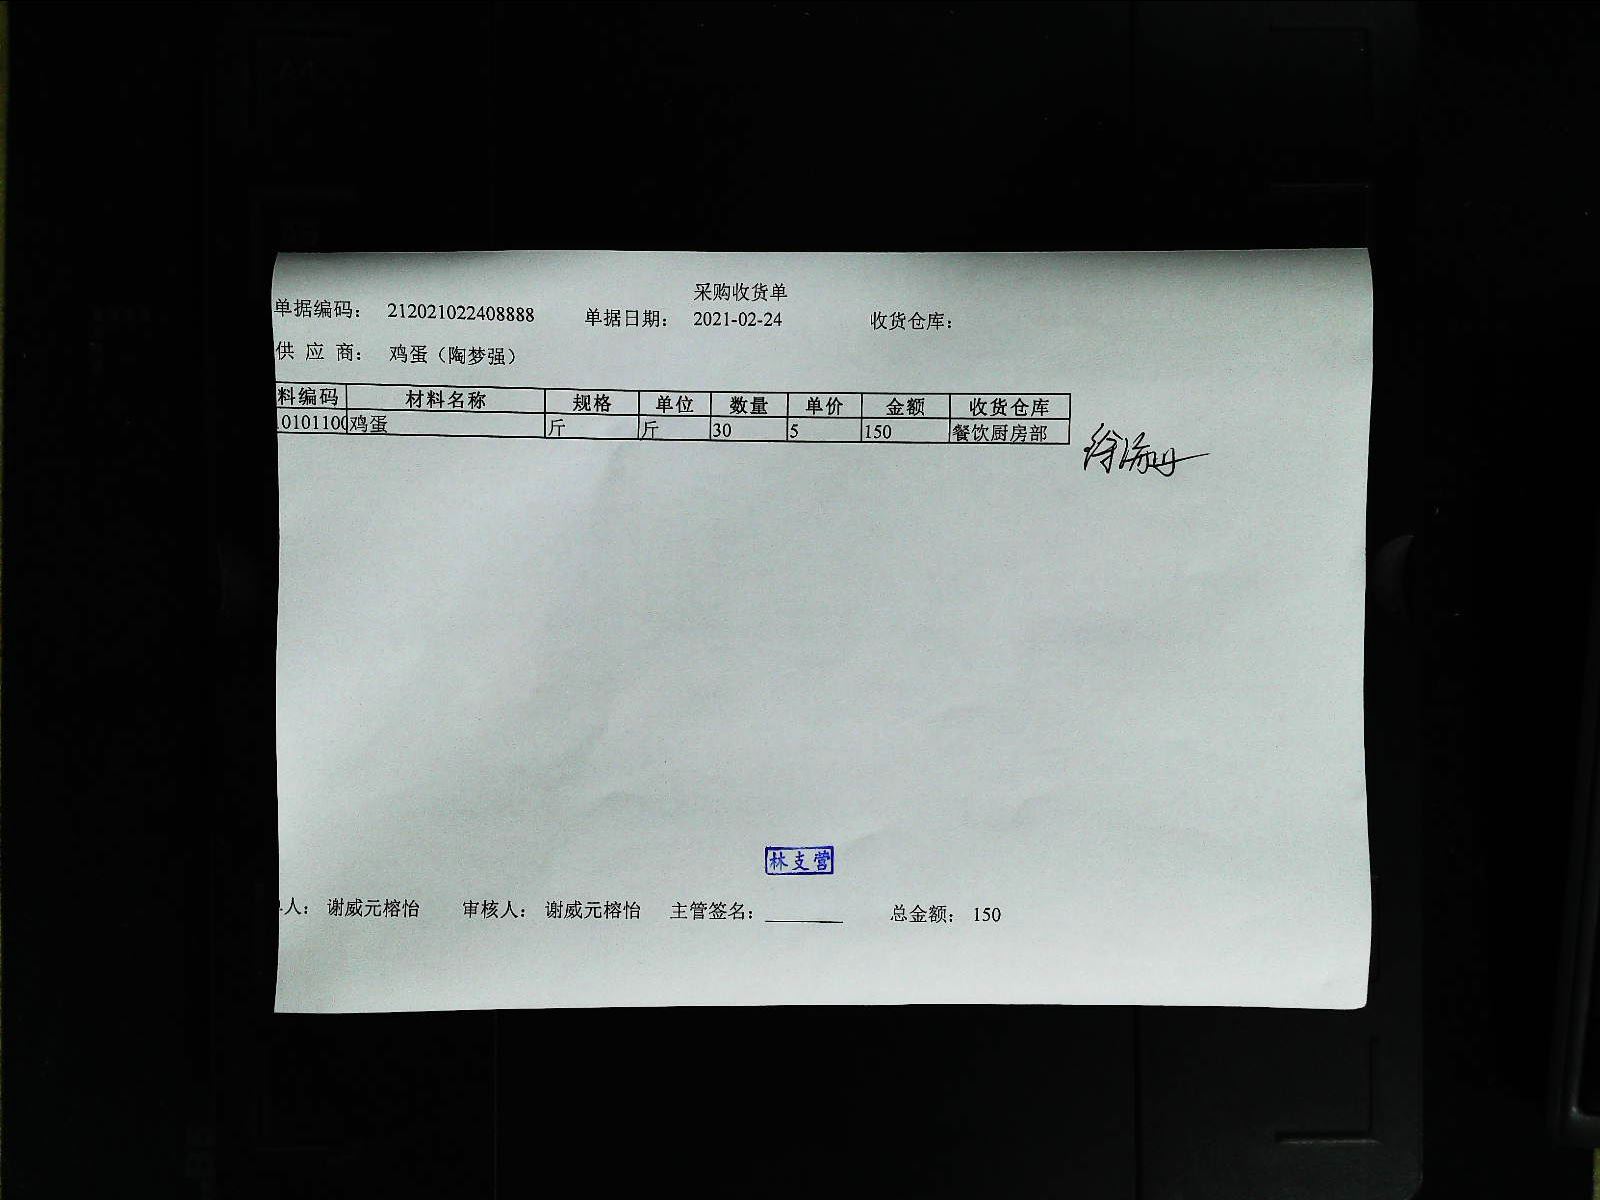 采购收货单
单据编码： 212021022408888 单据日期： 2021-02-24 收货仓库：
供 应 商： 鸡蛋（陶梦强）
料编码 材料名称 规格 单位 数量 单价 金额 收货仓库
0101100 鸡蛋 斤 斤 30 5 150 餐饮厨房部
林支营
人： 谢威元榕怡 审核人： 谢威元榕怡 主管签名： 总金额： 150